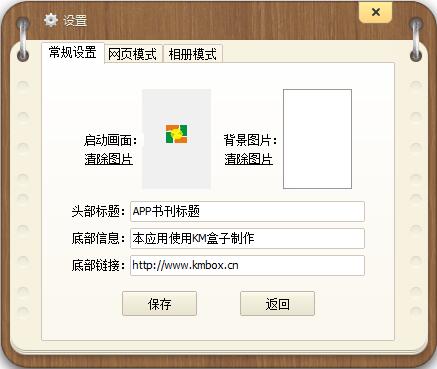 设置
常规设置 网页模式 相册模式
启动画面： 背景图片：
清除图片 清除图片
头部标题：APP书刊标题
底部信息：本应用使用KM盒子制作
底部链接：http://www.kmbox.cn
保存 返回